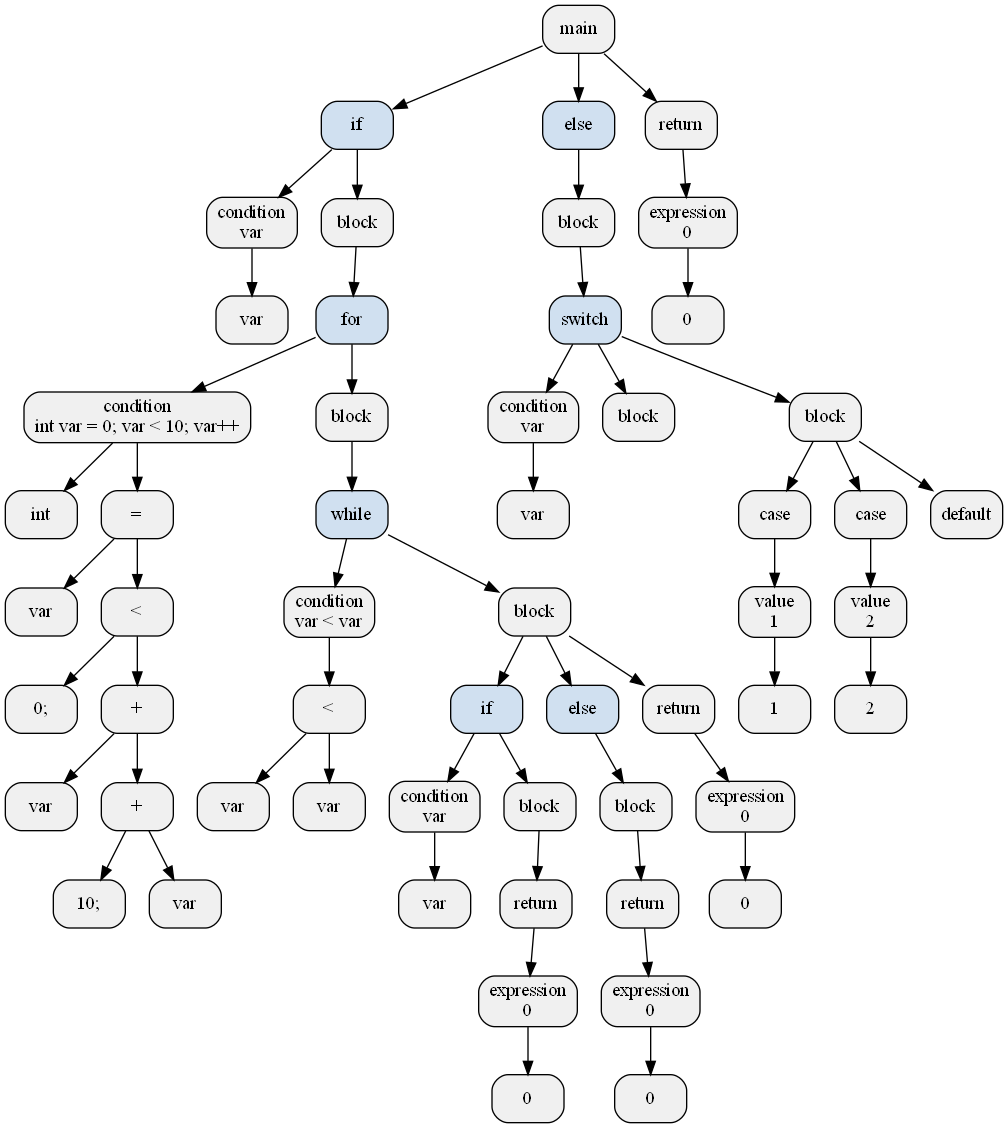 main
if
else
return
condition
var
block
block
expression
0
var
for
switch
0
condition
int var = 0; var < 10; var++
block
condition
var
block
block
int
=
while
var
case
case
default
var
<
condition
var < var
block
value
1
value
2
0;
+
<
if
else
return
1
2
var
+
var
var
condition
var
block
block
expression
0
10;
var
var
return
return
0
expression
0
expression
0
0
0